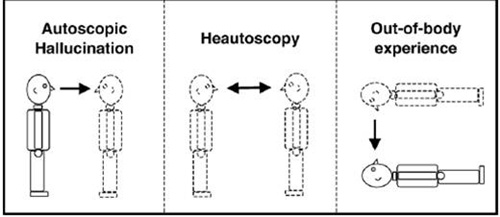 Autoscopic
Hallucination
Heautoscopy
Out-of-body
experience